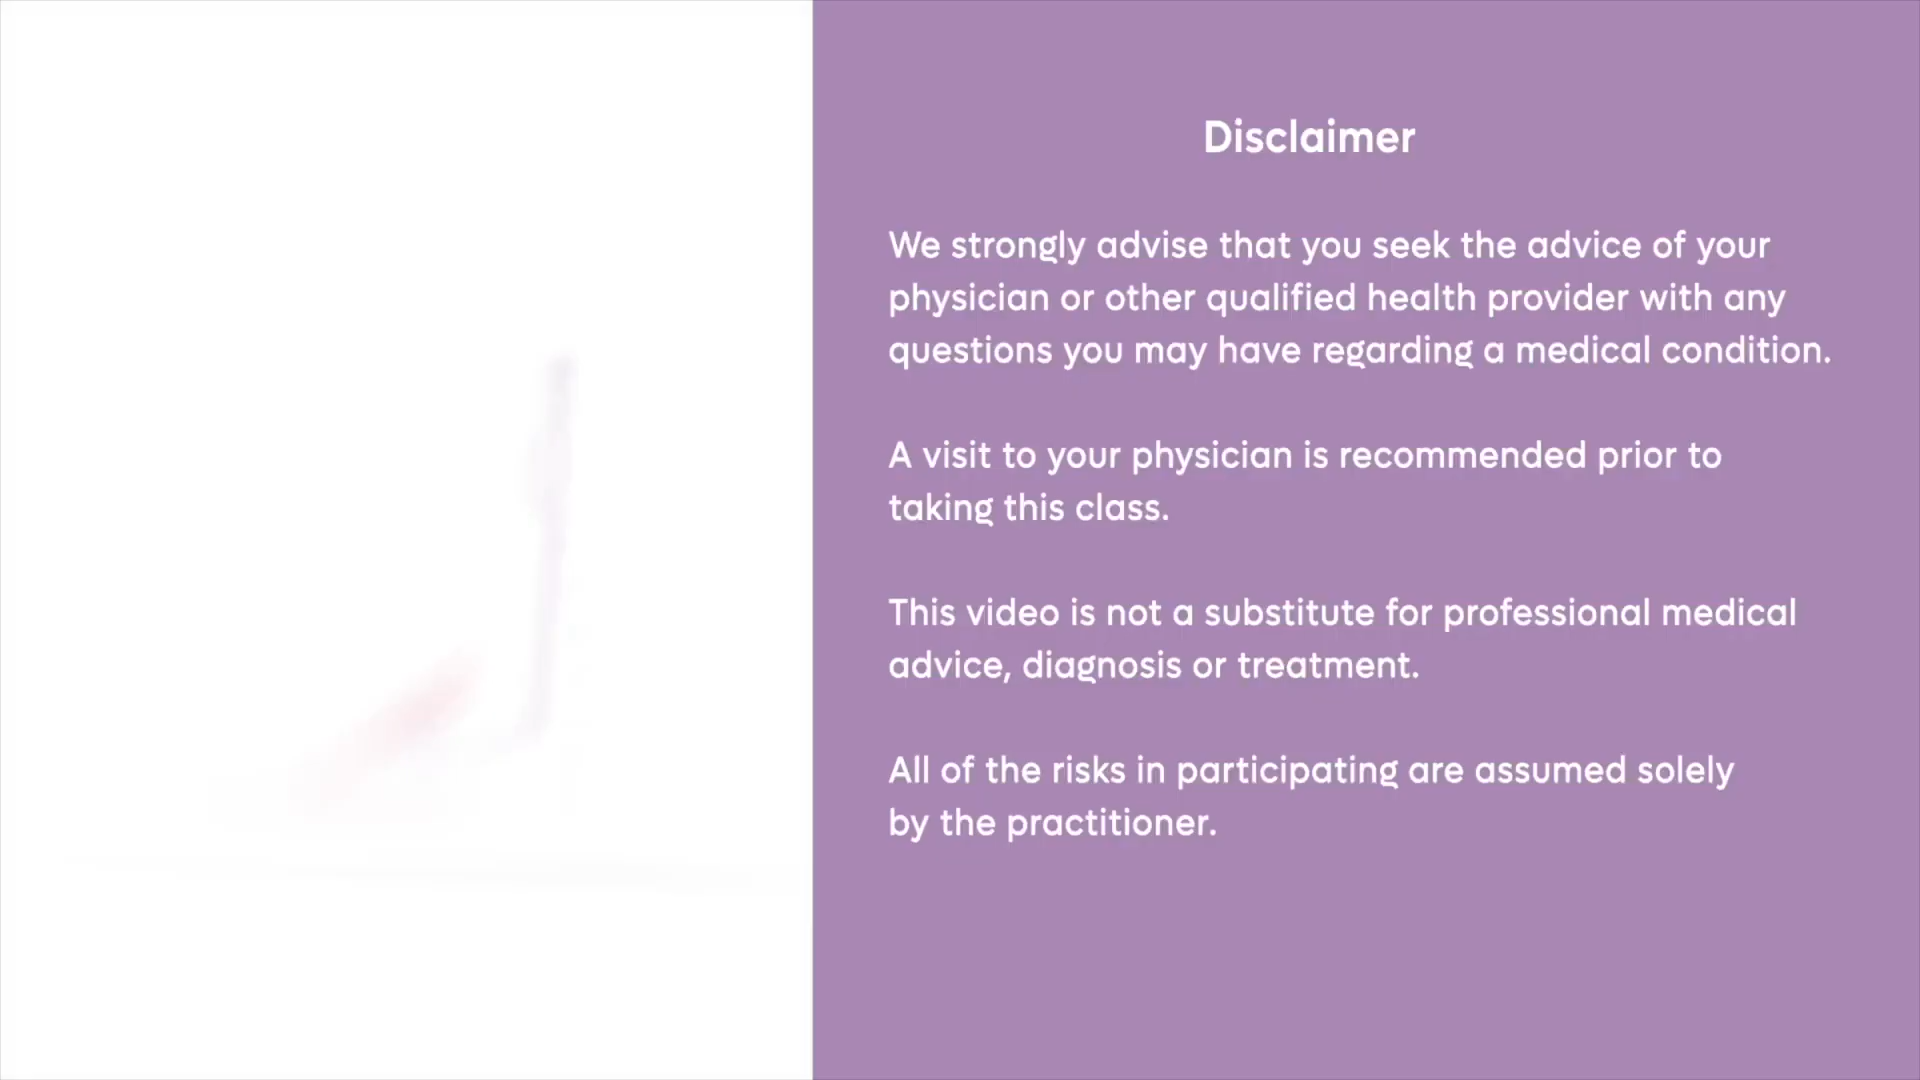 Disclaimer
We strongly advise that you seek the advice of your
physician or other qualified health provider with any
questions you may have regarding a medical condition.
A visit to your physician is recommended prior to
taking this class.
This video is not a substitute for professional medical
advice, diagnosis or treatment.
All of the risks in participating are assumed solely
by the practitioner.